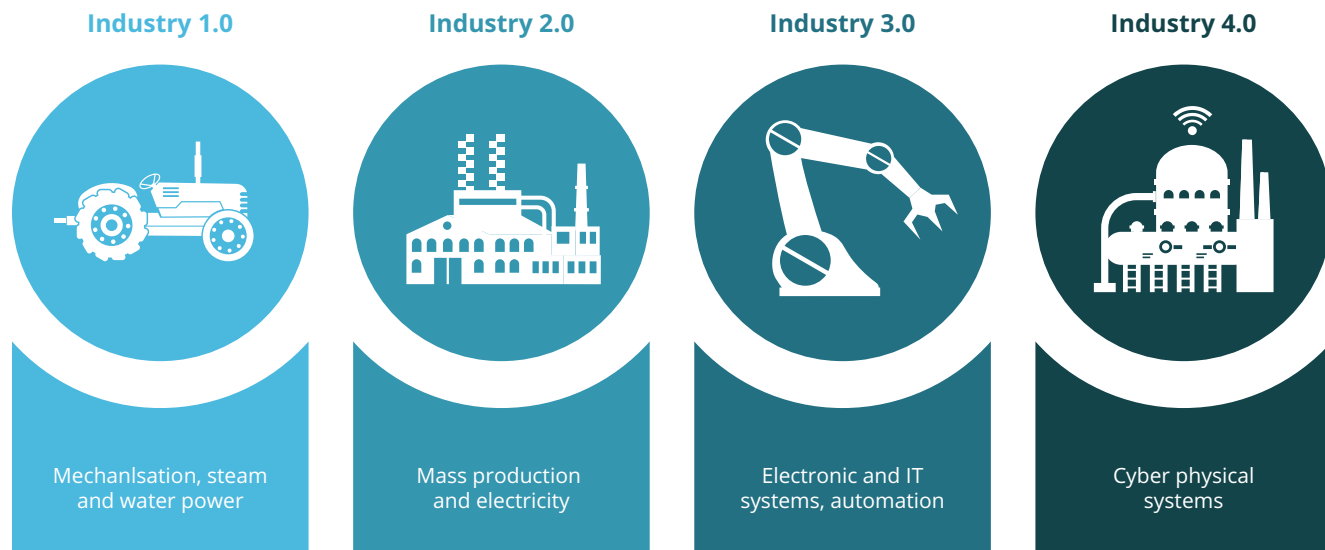 Industry 1.0
Industry 2.0
Industry 3.0
Industry 4.0
Mechanlsation, steam
and water power
Mass production
and electricity
Electronic and IT
systems, automation
Cyber physical
systems